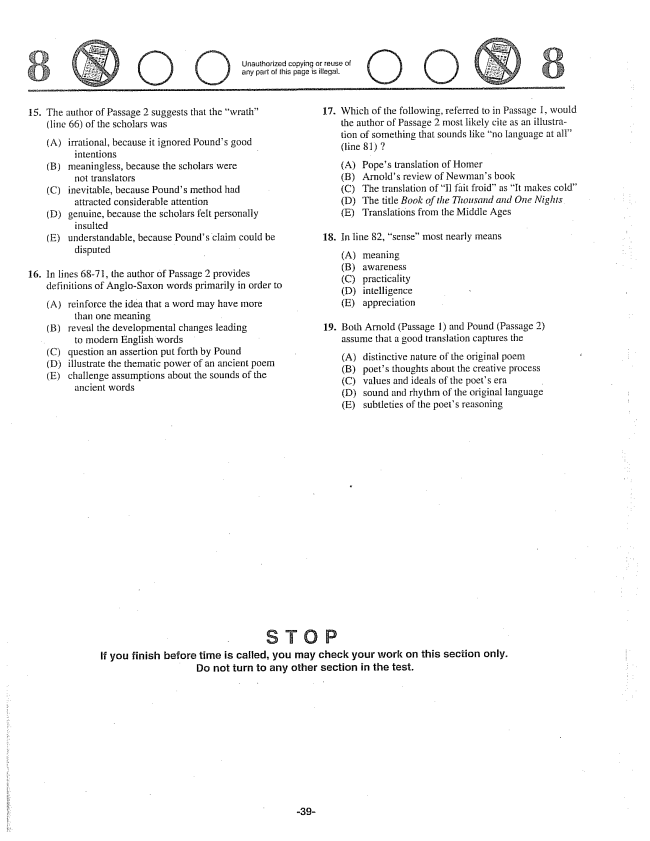 8
Unauthorized copying or reuse of
any part of this page is illegal.
8
15. The author of Passage 2 suggests that the “wrath”
(line 66) of the scholars was
(A) irrational, because it ignored Pound’s good
intentions
(B) meaningless, because the scholars were
not translators
(C) inevitable, because Pound’s method had
attracted considerable attention
(D) genuine, because the scholars felt personally
insulted
(E) understandable, because Pound’s claim could be
disputed
16. In lines 68-71, the author of Passage 2 provides
definitions of Anglo-Saxon words primarily in order to
(A) reinforce the idea that a word may have more
than one meaning
(B) reveal the developmental changes leading
to modern English words
(C) question an assertion put forth by Pound
(D) illustrate the thematic power of an ancient poem
(E) challenge assumptions about the sounds of the
ancient words
17. Which of the following, referred to in Passage 1, would
the author of Passage 2 most likely cite as an illustra-
tion of something that sounds like “no language at all”
(line 81) ?
(A) Pope’s translation of Homer
(B) Arnold’s review of Newman’s book
(C) The translation of “Il fait froid” as “It makes cold”
(D) The title Book of the Thousand and One Nights
(E) Translations from the Middle Ages
18. In line 82, “sense” most nearly means
(A) meaning
(B) awareness
(C) practicality
(D) intelligence
(E) appreciation
19. Both Arnold (Passage 1) and Pound (Passage 2)
assume that a good translation captures the
(A) distinctive nature of the original poem
(B) poet’s thoughts about the creative process
(C) values and ideals of the poet’s era
(D) sound and rhythm of the original language
(E) subtleties of the poet’s reasoning
STOP
If you finish before time is called, you may check your work on this section only.
Do not turn to any other section in the test.
-39-